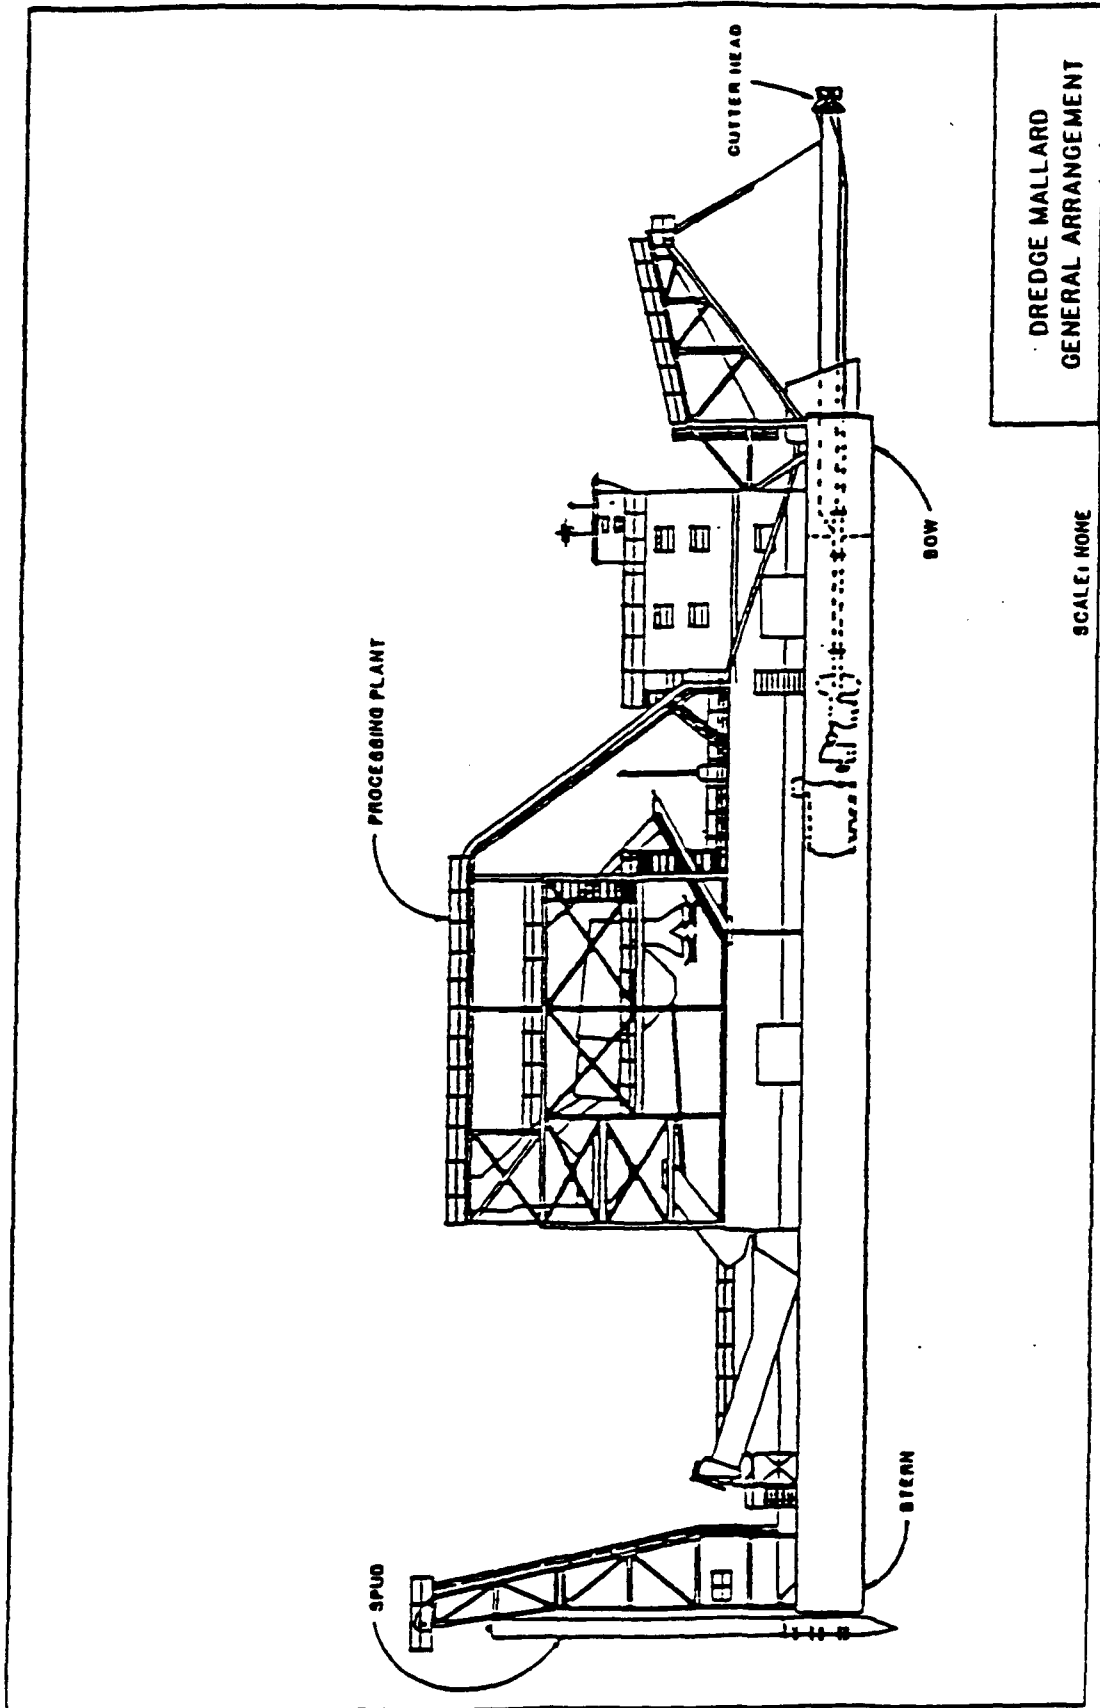 SPUD
PROCESSING PLANT
CUTTER HEAD
STERN
BOW
DREDGE MALLARD
GENERAL ARRANGEMENT
SCALE: NONE